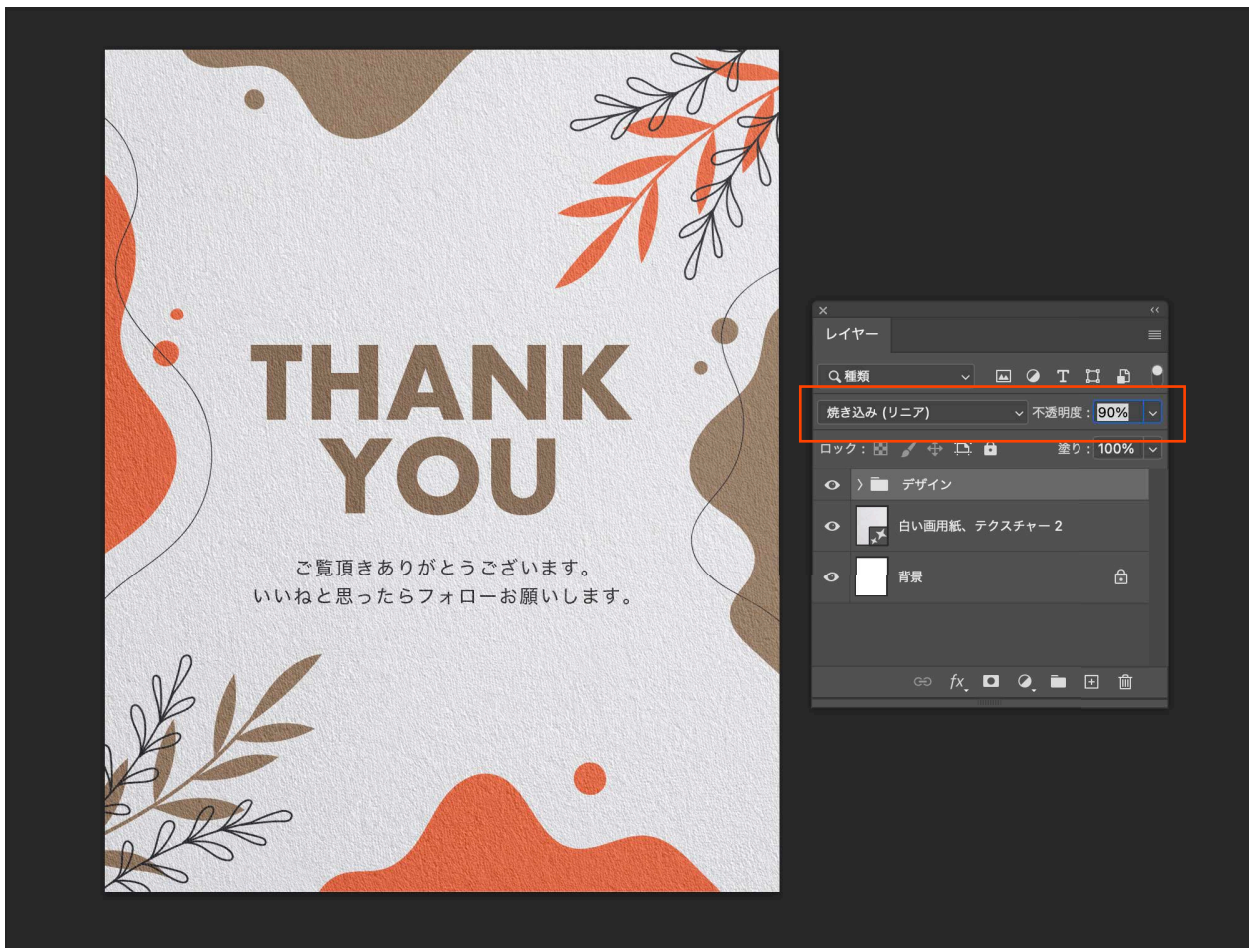 THANK
YOU
ご覧頂きありがとうございます。
いいねと思ったらフォローお願いします。
レイヤー
種類
焼き込み (リニア) 不透明度 : 90%
ロック : 塗り : 100%
デザイン
白い画用紙、テクスチャー 2
背景
fx